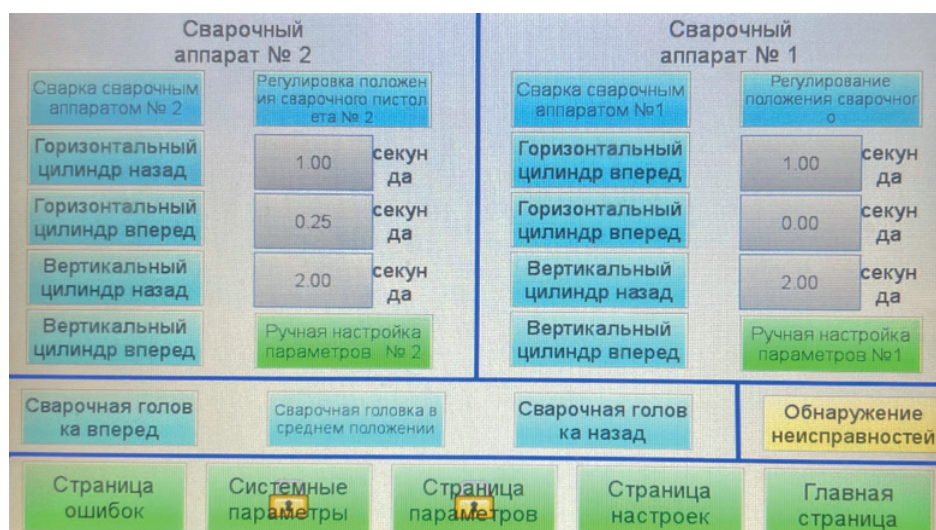 Сварочный
аппарат № 2
Сварка сварочным
аппаратом № 2
Регулировка положен
ия сварочного пистол
ета № 2
Горизонтальный
цилиндр назад
1.00
секун
да
Горизонтальный
цилиндр вперед
0.25
секун
да
Вертикальный
цилиндр назад
2.00
секун
да
Вертикальный
цилиндр вперед
Ручная настройка
параметров № 2
Сварочный
аппарат № 1
Сварка сварочным
аппаратом №1
Регулирование
положения сварочног
о
Горизонтальный
цилиндр вперед
1.00
секун
да
Горизонтальный
цилиндр вперед
0.00
секун
да
Вертикальный
цилиндр назад
2.00
секун
да
Вертикальный
цилиндр вперед
Ручная настройка
параметров №1
Сварочная голов
ка вперед
Сварочная головка в
среднем положении
Сварочная голов
ка назад
Обнаружение
неисправностей
Страница
ошибок
Системные
параметры
Страница
параметров
Страница
настроек
Главная
страница